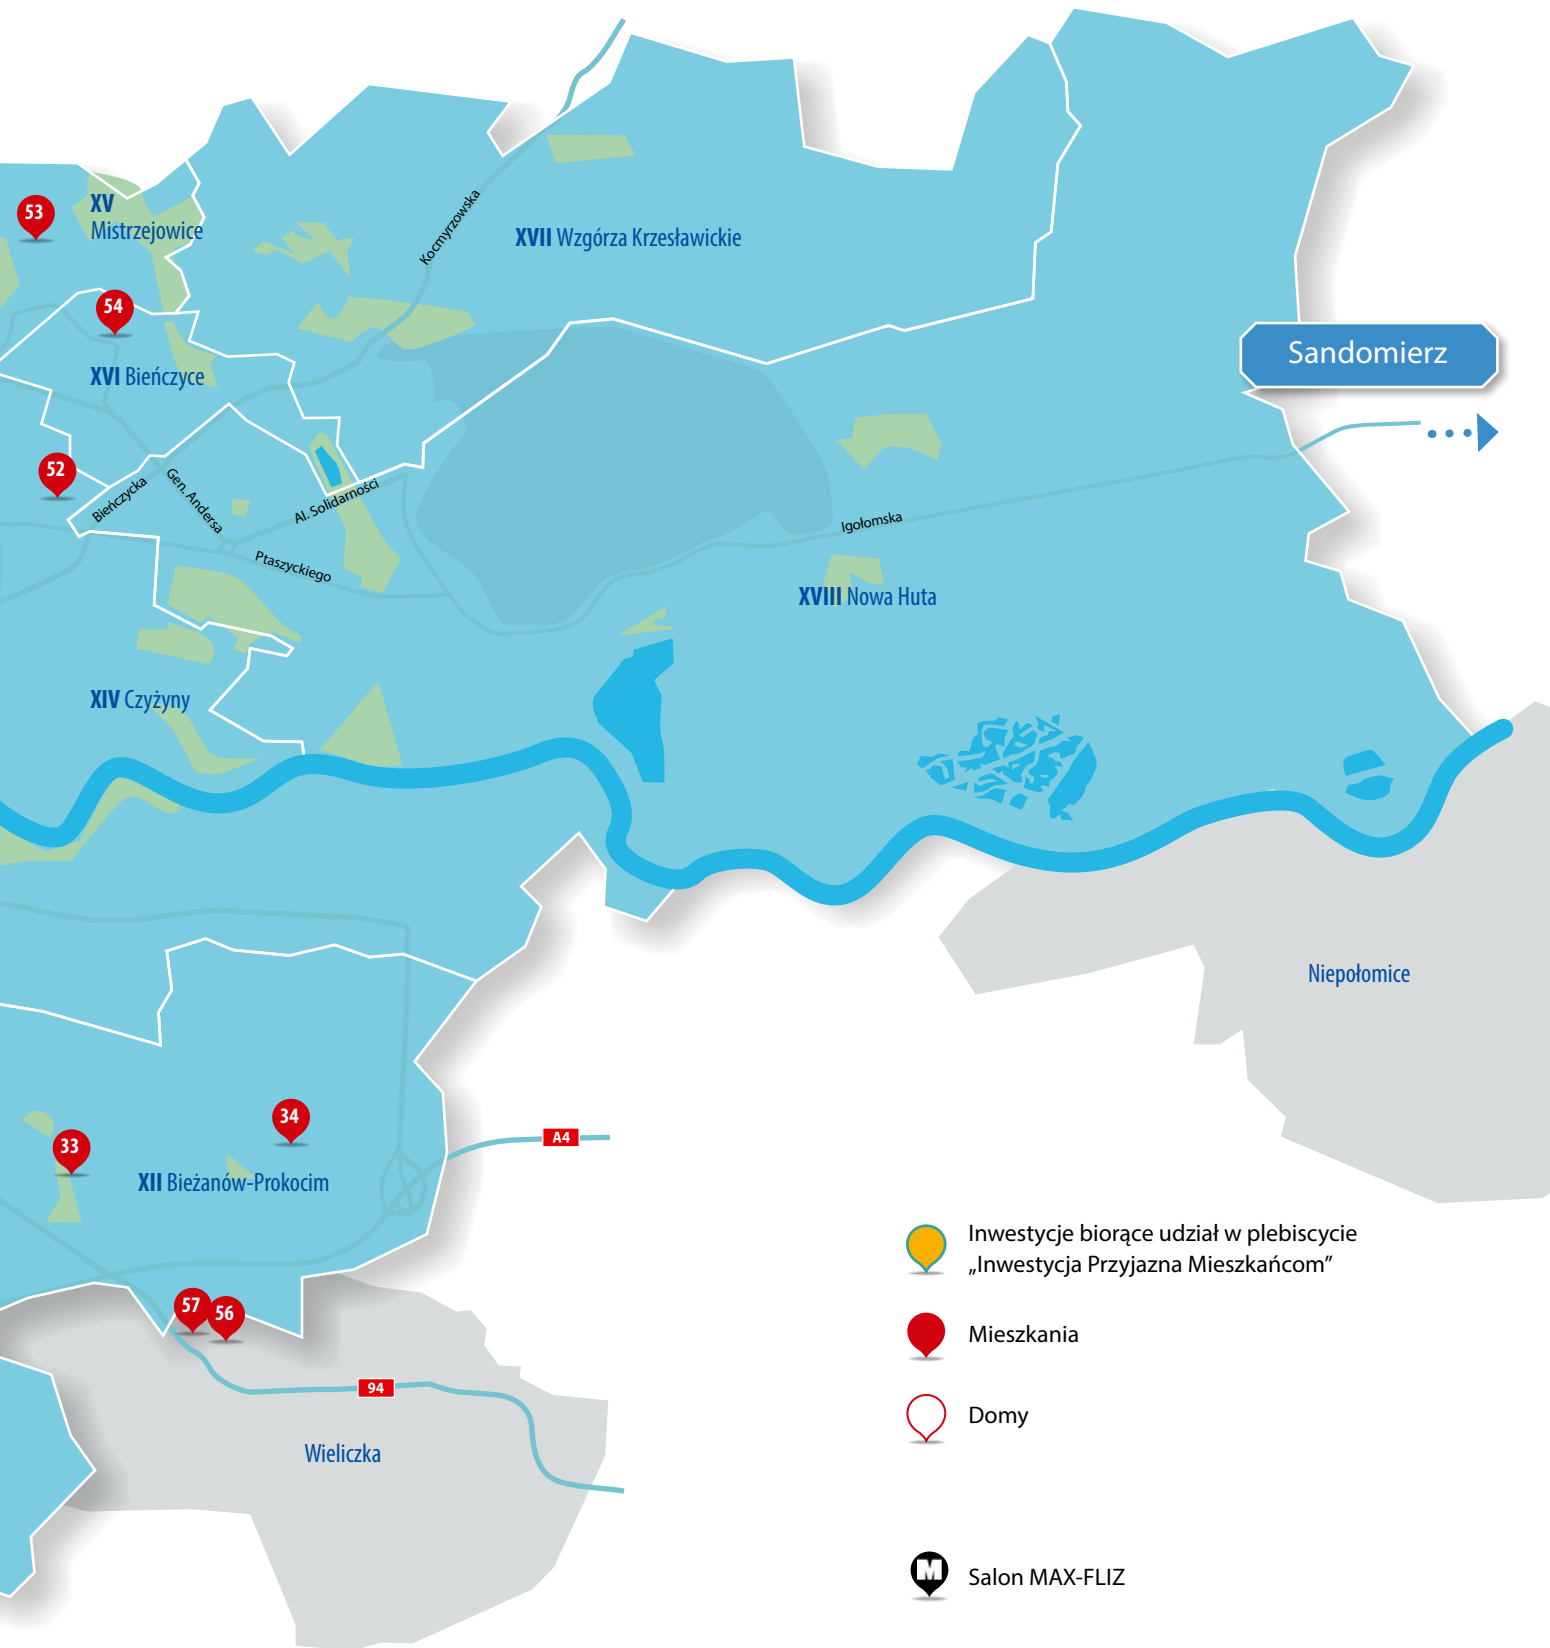 53
XV
Mistrzejowice
Kocmyrzowska
XVII Wzgórza Krzesławickie
54
Sandomierz
XVI Bieńczyce
52
Bieńczycka
Gen. Andersa
Al. Solidarności
Igołomska
Ptaszyckiego
XVIII Nowa Huta
XIV Czyżyny
Niepołomice
34
33
A4
XII Bieżanów-Prokocim
Inwestycje biorące udział w plebiscycie
„Inwestycja Przyjazna Mieszkańcom”
57
56
Mieszkania
94
Domy
Wieliczka
M
Salon MAX-FLIZ